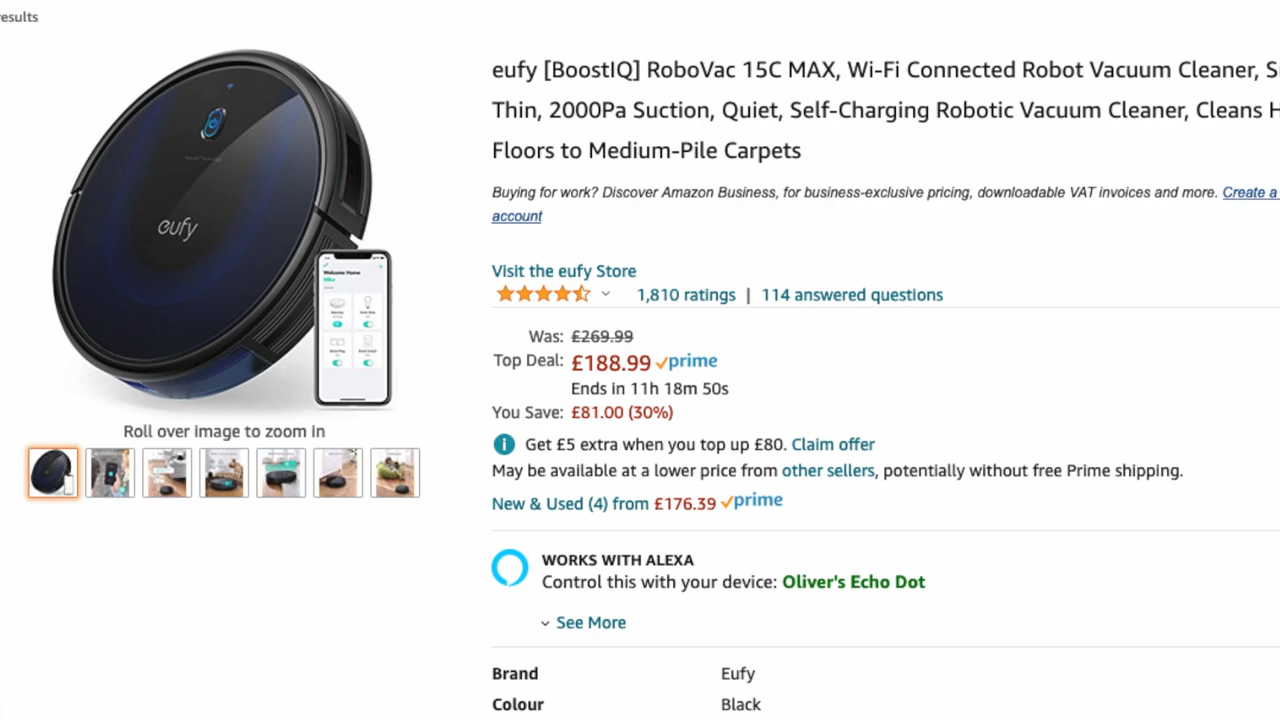 esults
eufy [BoostIQ] RoboVac 15C MAX, Wi-Fi Connected Robot Vacuum Cleaner,
Thin, 2000Pa Suction, Quiet, Self-Charging Robotic Vacuum Cleaner, Cleans
Floors to Medium-Pile Carpets
Buying for work? Discover Amazon Business, for business-exclusive pricing, downloadable VAT invoices and more. Create a
account
eufy
Welcome Home
Visit the eufy Store
1,810 ratings | 114 answered questions
Was: £269.99
Top Deal: £188.99 prime
Ends in 11h 18m 50s
You Save: £81.00 (30%)
Roll over image to zoom in
Get £5 extra when you top up £80. Claim offer
May be available at a lower price from other sellers, potentially without free Prime shipping.
New & Used (4) from £176.39 prime
WORKS WITH ALEXA
Control this with your device: Oliver's Echo Dot
See More
Brand Eufy
Colour Black